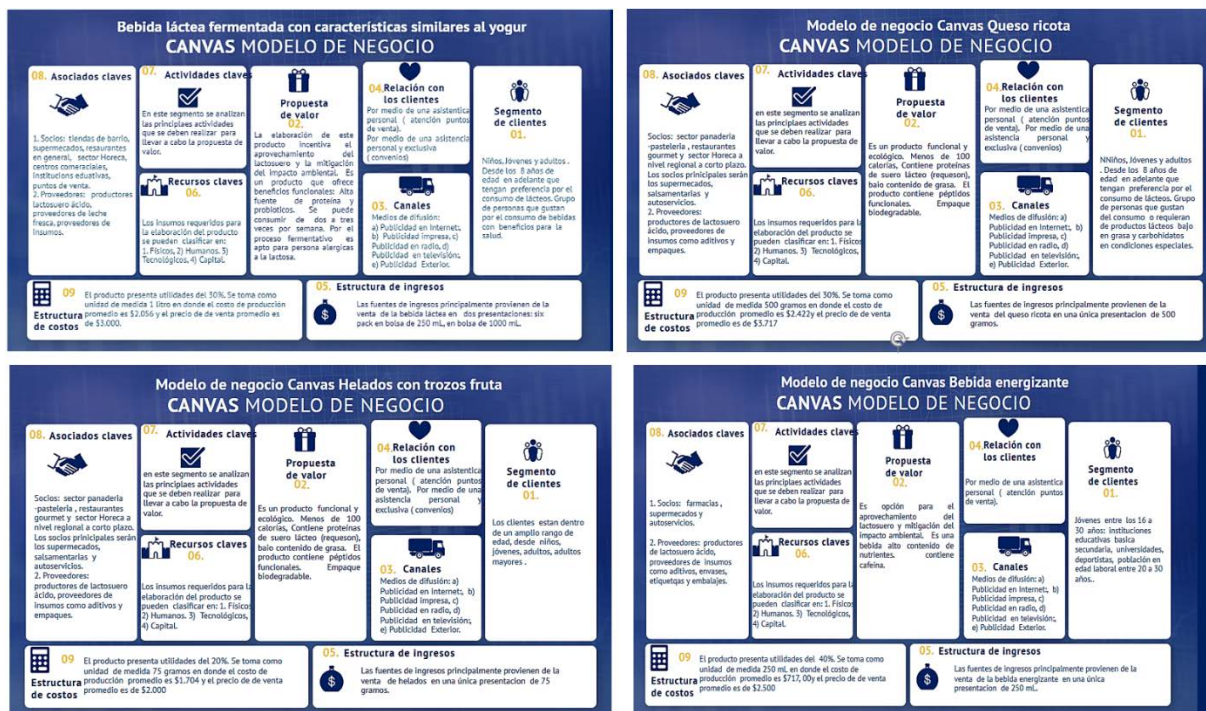 Bebida láctea fermentada con características similares al yogur
CANVAS MODELO DE NEGOCIO
08. Asociados claves
1. Socios: tiendas de barrio,
supermecados, resaurantes
en general, sector Horeca,
centros comeraciales,
institucions eduativas,
puntos de venta.
2. Proveedores: productores
lactosuero ácido,
proveedores de leche
fresca, proveedores de
insumos.
07. Actividades claves
En este segmento se analizan
las principlaes actividades
que se deben realizar para
llevar a cabo la propuesta de
valor.
Recursos claves
06.
Los insumos requeridos para la
elaboración del producto
se pueden clasificar en:
1. Físicos, 2) Humanos. 3)
Tecnológicos, 4) Capital.
Propuesta
de valor
02.
La elaboración de este
producto incentiva el
aprovechamiento del
lactosuero y la mitigación
del impacto ambiental. Es
un producto que ofrece
beneficios funcionales: Alta
fuente de proteína y
probioticos. Se puede
consumir de dos a tres
veces por semana. Por el
proceso fermentativo es
apto para persona alergicas
a la lactosa.
04.Relación con
los clientes
Por medio de una asistentica
personal ( atención puntos
de venta).
Por medio de una asistencia
personal y exclusiva
( convenios)
03. Canales
Medios de difusión:
a) Publicidad en Internet;
b) Publicidad impresa, c)
Publicidad en radio, d)
Publicidad en televisión;
e) Publicidad Exterior.
Segmento
de clientes
01.
Niños, Jóvenes y adultos .
Desde los 8 años de
edad en adelante que
tengan preferencia por el
consumo de lácteos. Grupo
de personas que gustan
por el consumo de bebidas
con beneficios para la
salud.
09
Estructura
de costos
El producto presenta utilidades del 30%. Se toma como
unidad de medida 1 litro en donde el costo de producción
promedio es $2.056 y el precio de de venta promedio es
de $3.000.
05. Estructura de ingresos
Las fuentes de ingresos principalmente provienen de la
venta de la bebida láctea en dos presentaciones: six
pack en bolsa de 250 mL, en bolsa de 1000 mL.
Modelo de negocio Canvas Queso ricota
CANVAS MODELO DE NEGOCIO
08. Asociados claves
Socios: sector panaderia
-pasteleria , restaurantes
gourmet y sector Horeca a
nivel regional a corto plazo.
Los socios prinicipales serán
los supermecados,
salsamentarias y
autoservicios.
2. Proveedores:
productores de lactosuero
ácido, proveedores de
insumos como aditivos y
empaques.
07. Actividades claves
en este segmento se analizan
las principlaes actividades
que se deben realizar para
llevar a cabo la propuesta de
valor.
Recursos claves
06.
Los insumos requeridos para la
elaboración del producto se
pueden clasificar en: 1. Físicos
2) Humanos. 3) Tecnológicos,
4) Capital.
Propuesta
de valor
02.
Es un producto funcional y
ecológico. Menos de 100
calorías, Contiene proteínas
de suero lácteo (requeson),
bajo contenido de grasa. El
producto contiene péptidos
funcionales. Empaque
biodegradable.
04.Relación con
los clientes
Por medio de una asistentica
personal ( atención puntos
de venta). Por medio de una
asistencia personal y
exclusiva ( convenios)
03. Canales
Medios de difusión: a)
Publicidad en Internet;, b)
Publicidad impresa, c)
Publicidad en radio, d)
Publicidad en televisión;
e) Publicidad Exterior.
Segmento
de clientes
01.
NNiños, Jóvenes y adultos
. Desde los 8 años de
edad en adelante que
tengan preferencia por el
consumo de lácteos. Grupo
de personas que gustan
del consumo o requieran
de productos lácteos bajo
en grasa y carbohidatos
en condiciones especiales.
09
Estructura
de costos
El producto presenta utilidades del 30%. Se toma como
unidad de medida 500 gramos en donde el costo de
producción promedio es $2.422y el precio de de venta
promedio es de $3.717
05. Estructura de ingresos
Las fuentes de ingresos principalmente provienen de la
venta del queso ricota en una única presentacion de 500
gramos.
Modelo de negocio Canvas Helados con trozos fruta
CANVAS MODELO DE NEGOCIO
08. Asociados claves
Socios: sector panaderia
-pasteleria , restaurantes
gourmet y sector Horeca a
nivel regional a corto plazo.
Los socios prinicipales serán
los supermecados,
salsamentarias y
autoservicios.
2. Proveedores:
productores de lactosuero
ácido, proveedores de
insumos como aditivos y
empaques.
07. Actividades claves
en este segmento se analizan
las principlaes actividades
que se deben realizar para
llevar a cabo la propuesta de
valor.
Recursos claves
06.
Los insumos requeridos para la
elaboración del producto se
pueden clasificar en: 1. Físicos
2) Humanos. 3) Tecnológicos,
4) Capital.
Propuesta
de valor
02.
Es un producto funcional y
ecológico. Menos de 100
calorías, Contiene proteínas
de suero lácteo (requeson),
bajo contenido de grasa. El
producto contiene péptidos
funcionales. Empaque
biodegradable.
04.Relación con
los clientes
Por medio de una asistentica
personal ( atención puntos
de venta), Por medio de una
asistencia personal y
exclusiva ( convenios)
03. Canales
Medios de difusión: a)
Publicidad en Internet;, b)
Publicidad impresa, c)
Publicidad en radio, d)
Publicidad en televisión;
e) Publicidad Exterior.
Segmento
de clientes
01.
Los clientes estan dentro
de un amplio rango de
edad, desde niños,
jóvenes, adultos, adultos
mayores .
09
Estructura
de costos
El producto presenta utilidades del 20%. Se toma como
unidad de medida 75 gramos en donde el costo de
producción promedio es $1.704 y el precio de de venta
promedio es de $2.000
05. Estructura de ingresos
Las fuentes de ingresos principalmente provienen de la
venta de helados en una única presentacion de 75
gramos.
Modelo de negocio Canvas Bebida energizante
CANVAS MODELO DE NEGOCIO
08. Asociados claves
1. Socios: farmacias ,
supermecados y
autoservicios.
2. Proveedores: productores
de lactosuero ácido,
proveedores de insumos
como aditivos, envases,
etiquetqas y embalajes.
07. Actividades claves
en este segmento se analizan
las principlaes actividades
que se deben realizar para
llevar a cabo la propuesta de
valor.
Recursos claves
06.
Los insumos requeridos para la
elaboración del producto se
pueden clasificar en: 1. Físicos
2) Humanos. 3) Tecnológicos,
4) Capital.
Propuesta
de valor
02.
Es opción para el
aprovechamiento del
lactosuero y mitigación del
impacto ambiental. Es una
bebida alto contenido de
nutrientes. contiene
cafeína.
04.Relación con
los clientes
Por medio de una asistentica
personal ( atención puntos
de venta).
03. Canales
Medios de difusión: a)
Publicidad en Internet;, b)
Publicidad impresa, c)
Publicidad en radio, d)
Publicidad en televisión;
e) Publicidad Exterior.
Segmento
de clientes
01.
Jóvenes entre los 16 a
30 años: instituciones
educativas basica
secundaria, universidades,
deportistas, población en
edad laboral entre 20 a 30
años..
09
Estructura
de costos
El producto presenta utilidades del 40%. Se toma como
unidad de medida 250 mL en donde el costo de
producción promedio es $717, 00y el precio de de venta
promedio es de $2.500
05. Estructura de ingresos
Las fuentes de ingresos principalmente provienen de la
venta de la bebida energizante en una única
presentacion de 250 mL.